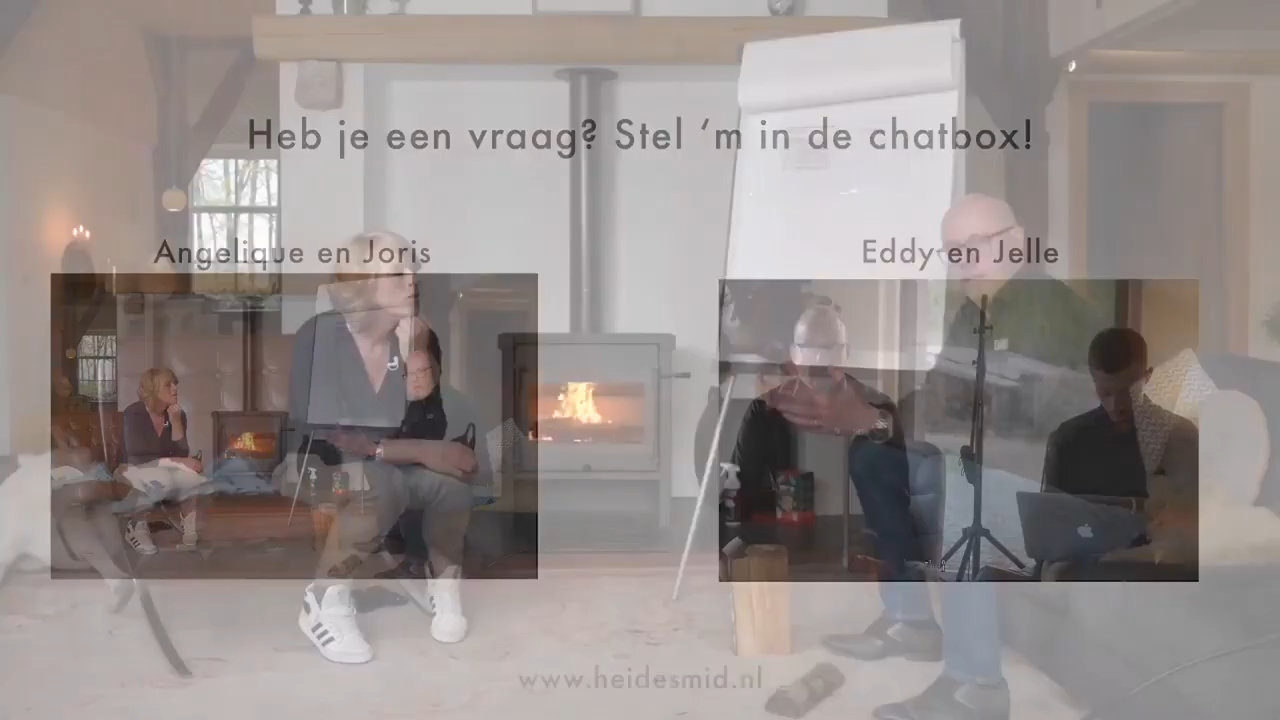 Heb je een vraag? Stel ‘m in de chatbox!
Angelique en Joris
Eddy en Jelle
www.heidesmid.nl